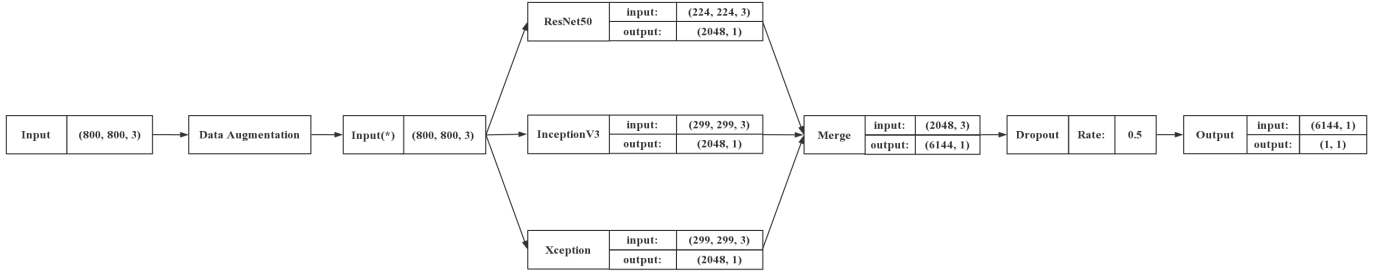 Input (800, 800, 3)
Data Augmentation
Input(*) (800, 800, 3)
ResNet50 input: (224, 224, 3)
output: (2048, 1)
InceptionV3 input: (299, 299, 3)
output: (2048, 1)
Xception input: (299, 299, 3)
output: (2048, 1)
Merge input: (2048, 3)
output: (6144, 1)
Dropout Rate: 0.5
Output input: (6144, 1)
output: (1, 1)